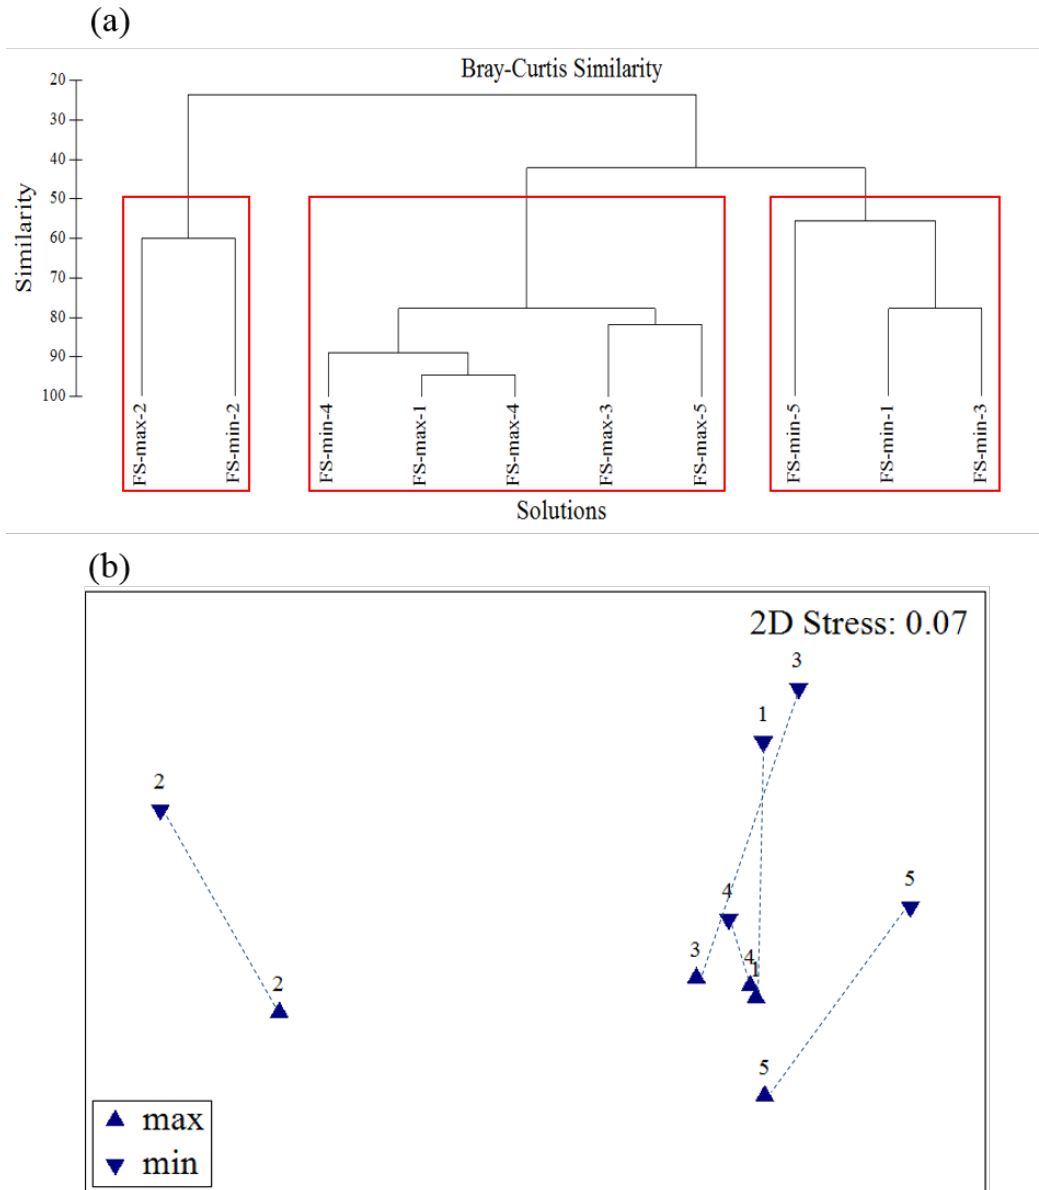 (a)
Bray-Curtis Similarity
20
30
40
50
60
70
80
90
100
Similarity
FS-max-2
FS-min-2
FS-min-4
FS-max-1
FS-max-4
FS-max-3
FS-max-5
FS-min-5
FS-min-1
FS-min-3
Solutions
(b)
2D Stress: 0.07
3
1
2
5
4
3
4
1
2
5
max
min